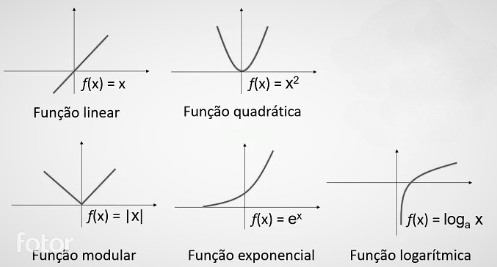 f(x) = x
f(x) = x²
Função linear
Função quadrática
f(x) = |x|
f(x) = eˣ
f(x) = logₐ x
fotor
Função modular
Função exponencial
Função logarítmica